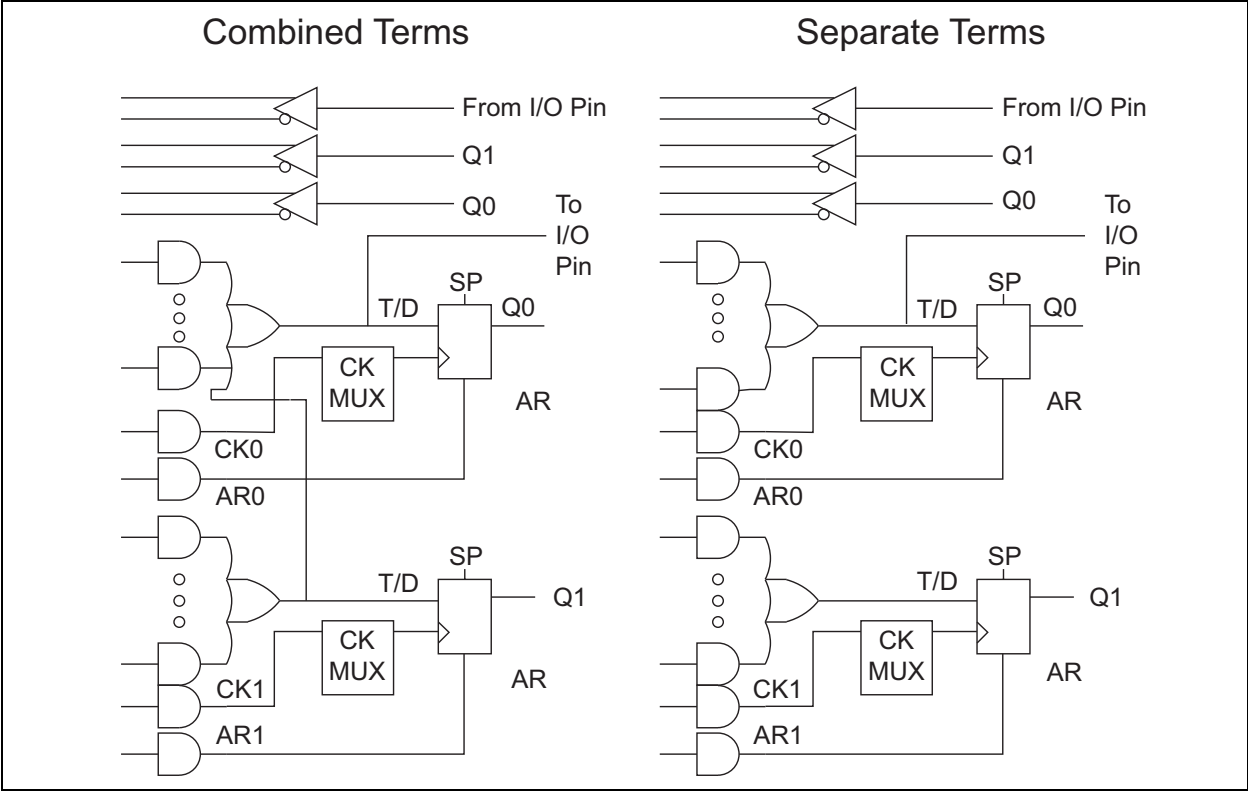 Combined Terms
From I/O Pin
Q1
Q0
To
I/O
Pin
SP
T/D
Q0
CK
MUX
AR
CK0
AR0
SP
T/D
Q1
CK
MUX
AR
CK1
AR1
Separate Terms
From I/O Pin
Q1
Q0
To
I/O
Pin
SP
T/D
Q0
CK
MUX
AR
CK0
AR0
SP
T/D
Q1
CK
MUX
AR
CK1
AR1